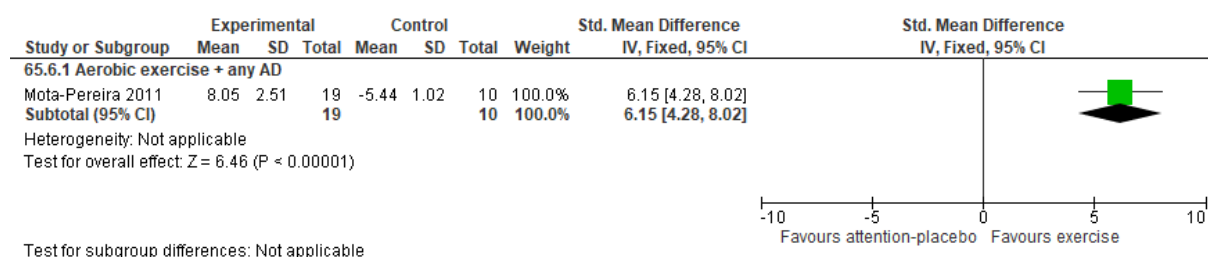 Experimental Control Std. Mean Difference Std. Mean Difference
Study or Subgroup Mean SD Total Mean SD Total Weight IV, Fixed, 95% CI IV, Fixed, 95% CI
65.6.1 Aerobic exercise + any AD
Mota-Pereira 2011 8.05 2.51 19 -5.44 1.02 10 100.0% 6.15 [4.28, 8.02]
Subtotal (95% CI) 19 10 100.0% 6.15 [4.28, 8.02]
Heterogeneity: Not applicable
Test for overall effect: Z = 6.46 (P < 0.00001)
-10 -5 0 5 10
Favours attention-placebo Favours exercise
Test for subgroup differences: Not applicable